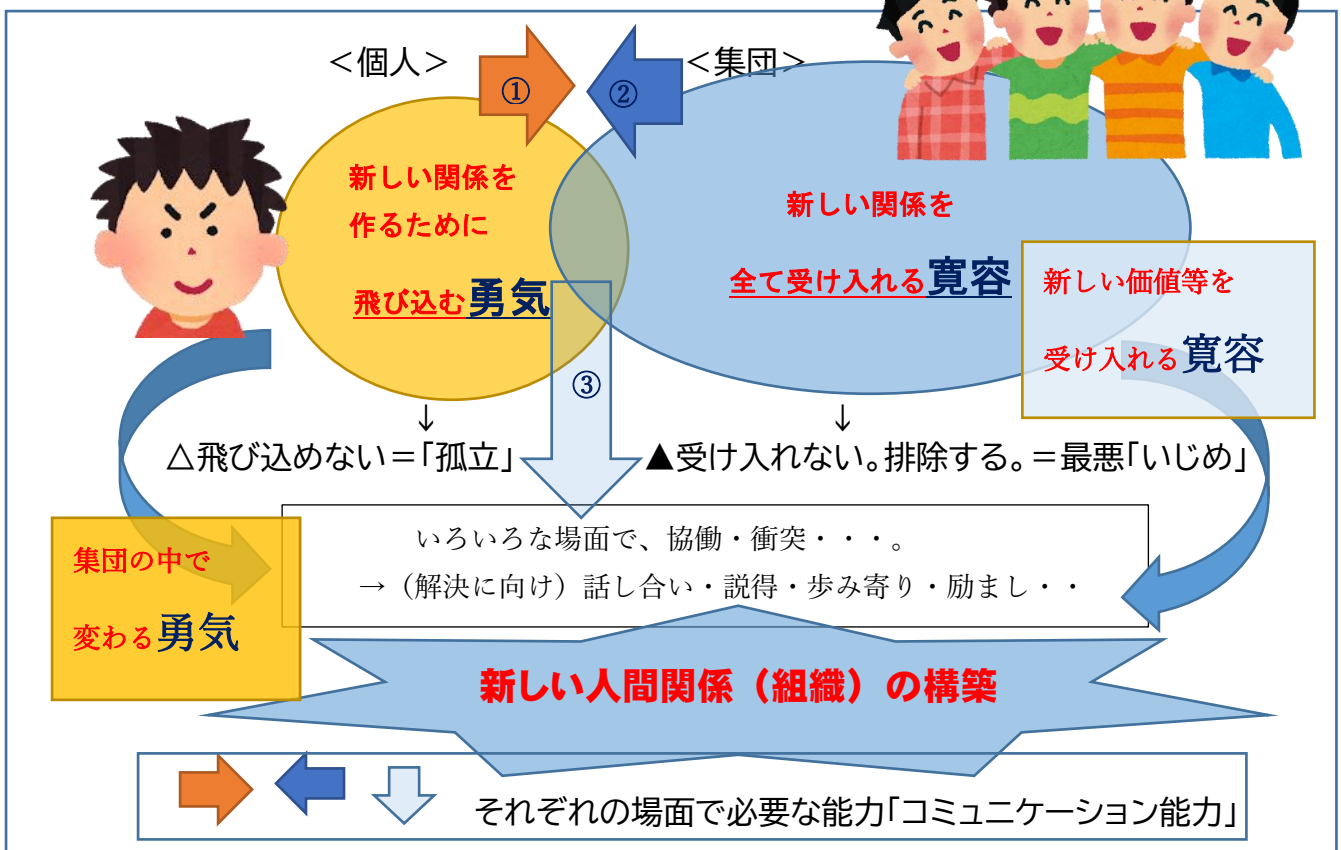 ＜個人＞
①
②
＜集団＞
新しい関係を
作るために
飛び込む勇気
新しい関係を
全て受け入れる寛容
新しい価値等を
受け入れる寛容
③
↓
↓
△飛び込めない＝「孤立」
▲受け入れない。排除する。＝最悪「いじめ」
いろいろな場面で、協働・衝突・・・。
→（解決に向け）話し合い・説得・歩み寄り・励まし・・
集団の中で
変わる勇気
新しい人間関係（組織）の構築
それぞれの場面で必要な能力「コミュニケーション能力」